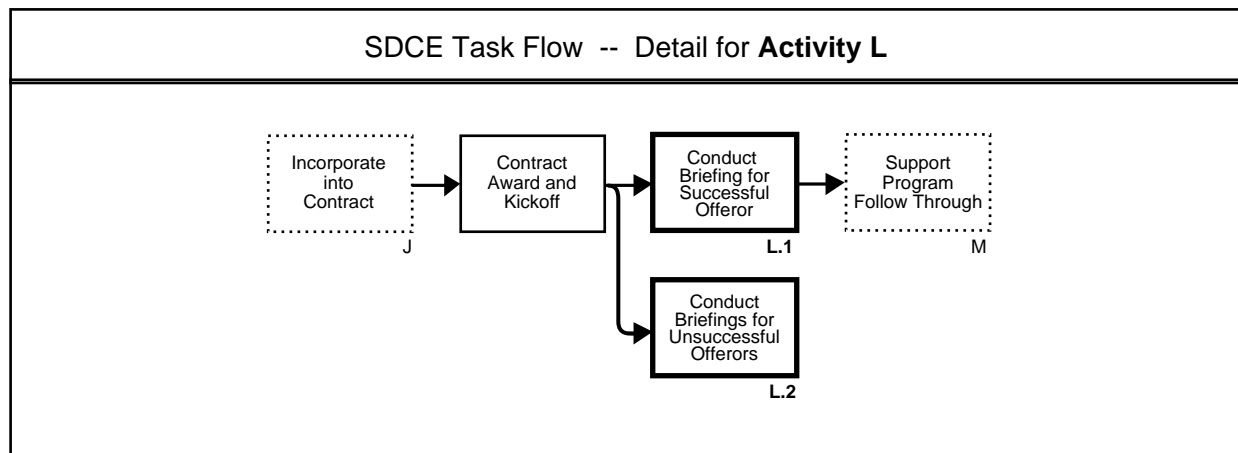 SDCE Task Flow -- Detail for Activity L
Incorporate
into
Contract
J
Contract
Award and
Kickoff
Conduct
Briefing for
Successful
Offeror
L.1
Support
Program
Follow Through
M
Conduct
Briefings for
Unsuccessful
Offerors
L.2